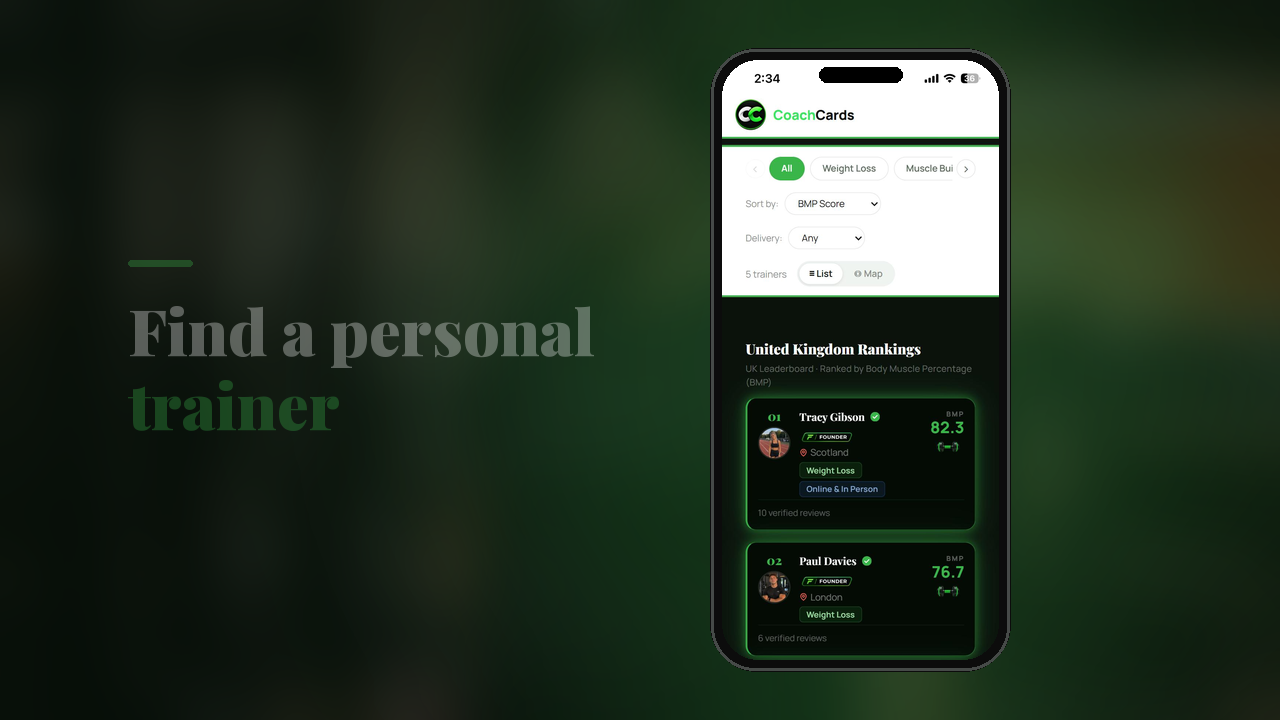 Find a personal
trainer
2:34
36
CC CoachCards
All Weight Loss Muscle Bui
Sort by: BMP Score
Delivery: Any
5 trainers List Map
United Kingdom Rankings
UK Leaderboard · Ranked by Body Muscle Percentage
(BMP)
01 Tracy Gibson BMP
82.3
FOUNDER
Scotland
Weight Loss
Online & In Person
10 verified reviews
02 Paul Davies BMP
76.7
FOUNDER
London
Weight Loss
6 verified reviews